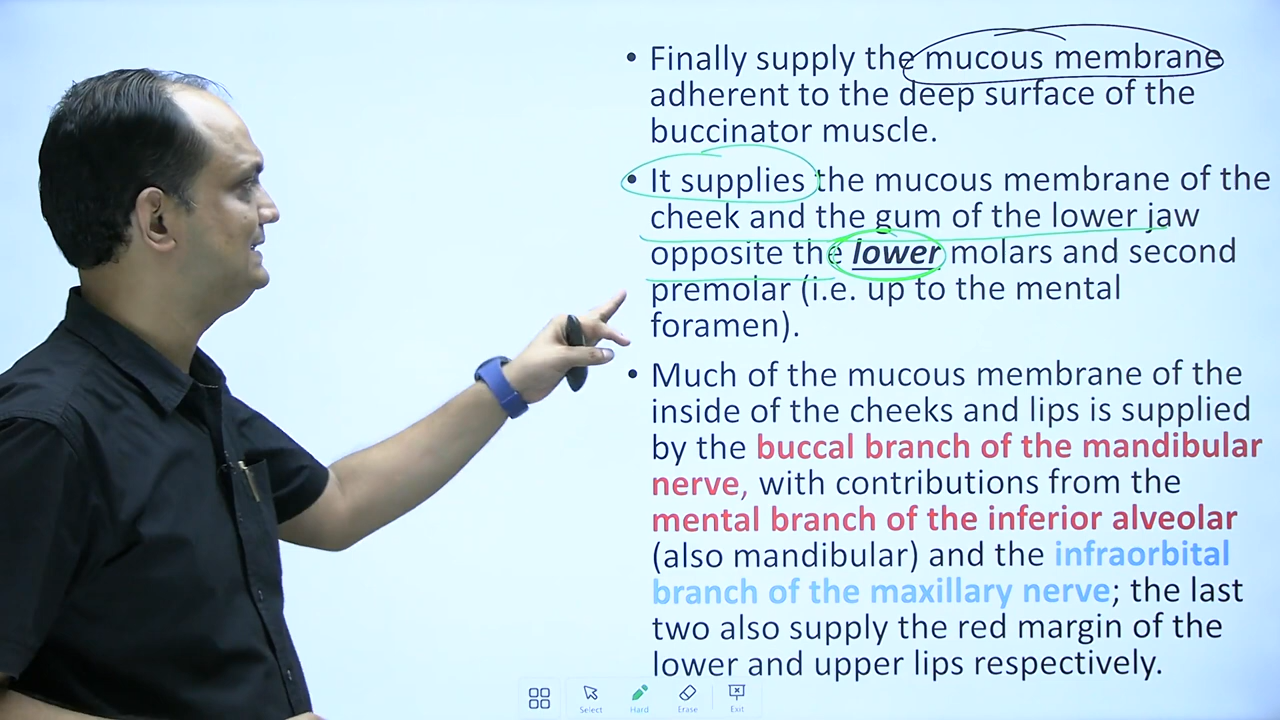 • Finally supply the mucous membrane
adherent to the deep surface of the
buccinator muscle.
• It supplies the mucous membrane of the
cheek and the gum of the lower jaw
opposite the lower molars and second
premolar (i.e. up to the mental
foramen).
• Much of the mucous membrane of the
inside of the cheeks and lips is supplied
by the buccal branch of the mandibular
nerve, with contributions from the
mental branch of the inferior alveolar
(also mandibular) and the infraorbital
branch of the maxillary nerve; the last
two also supply the red margin of the
lower and upper lips respectively.
Select Hard Erase Exit